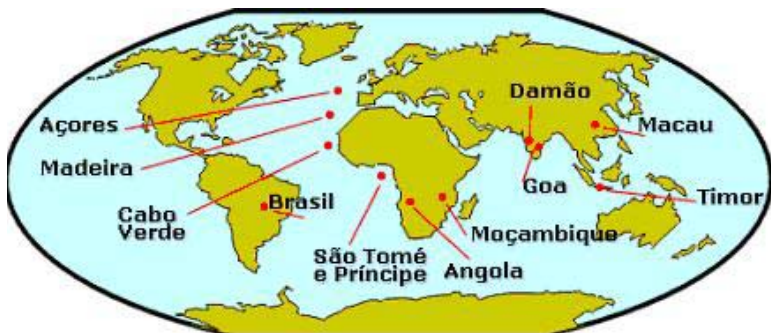 Damão
Açores
Macau
Madeira
Goa
Timor
Brasil
Cabo
Verde
Moçambique
São Tomé
e Príncipe
Angola